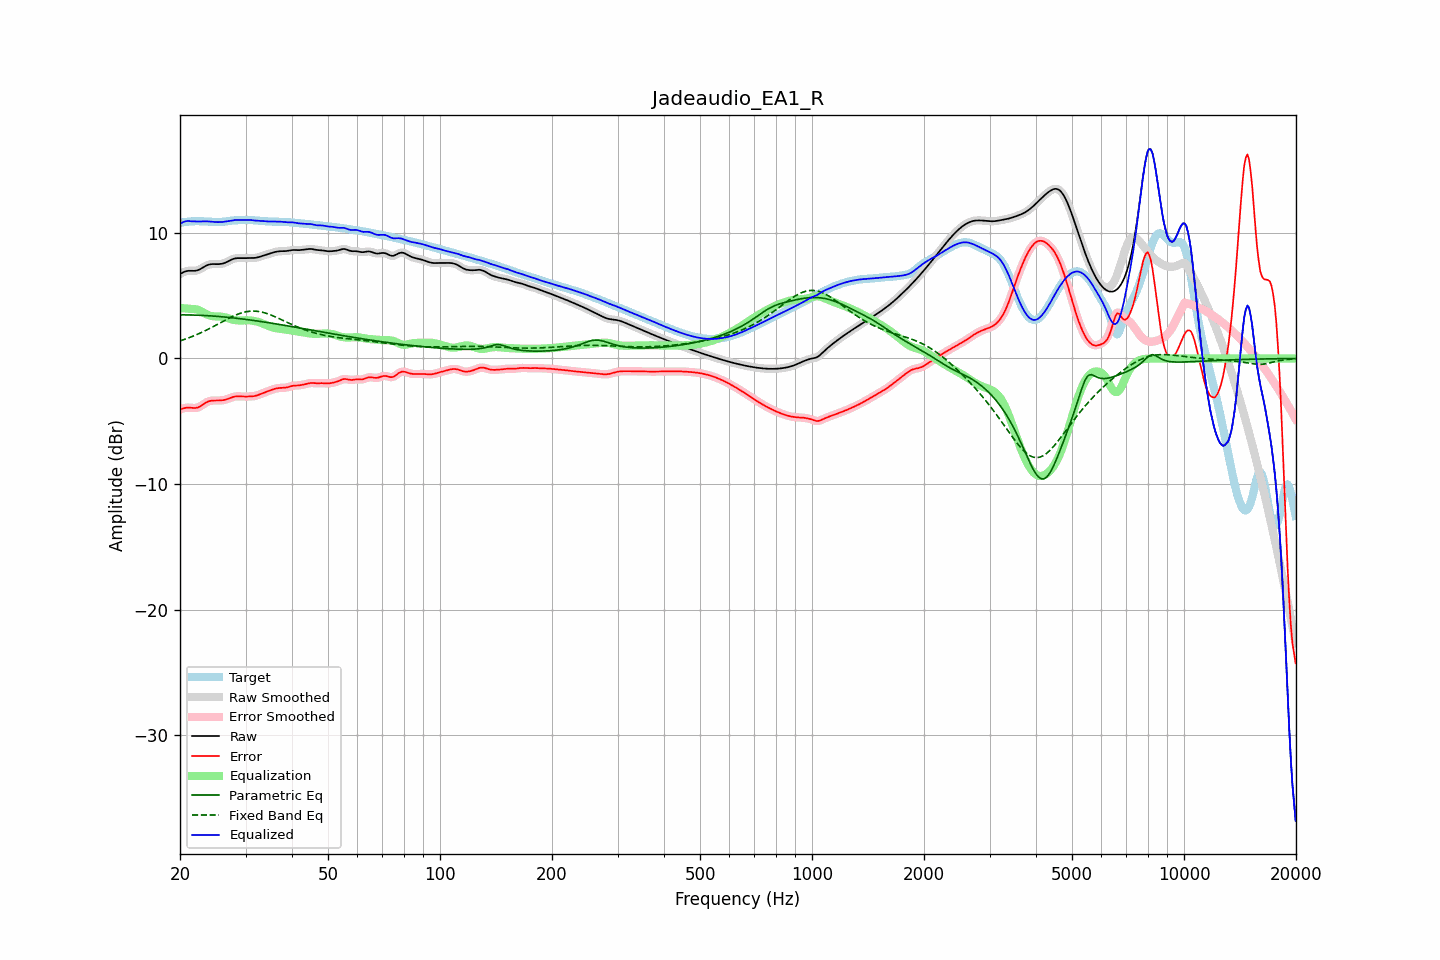 Jadeaudio_EA1_R
Amplitude (dBr)
10
0
−10
−20
−30
Target
Raw Smoothed
Error Smoothed
Raw
Error
Equalization
Parametric Eq
Fixed Band Eq
Equalized
20 50 100 200 500 1000 2000 5000 10000 20000
Frequency (Hz)